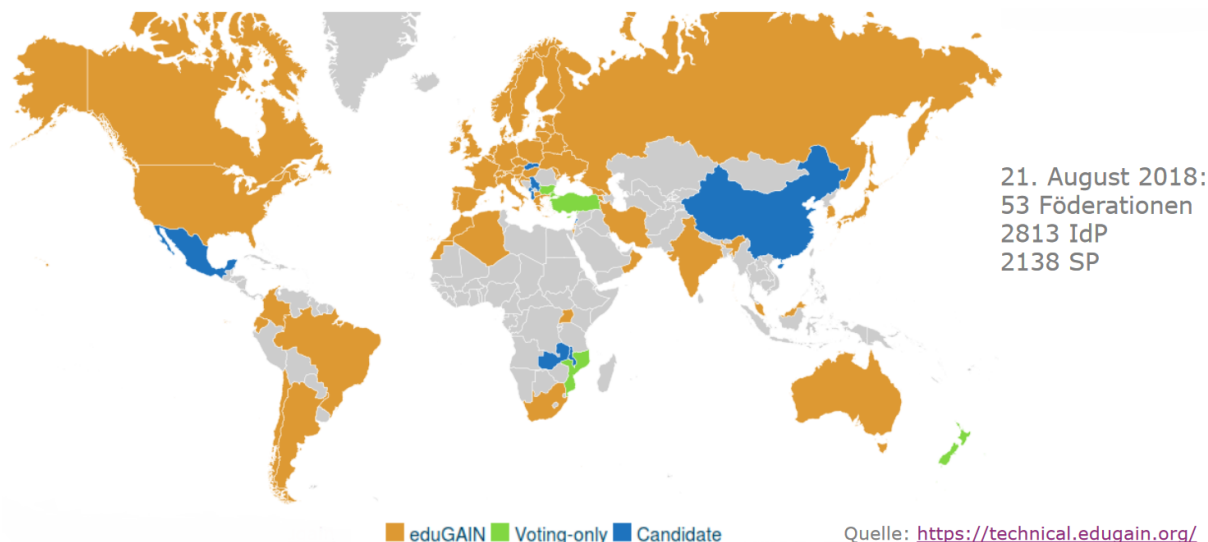 21. August 2018:
53 Föderationen
2813 IdP
2138 SP
eduGAIN Voting-only Candidate
Quelle: https://technical.edugain.org/